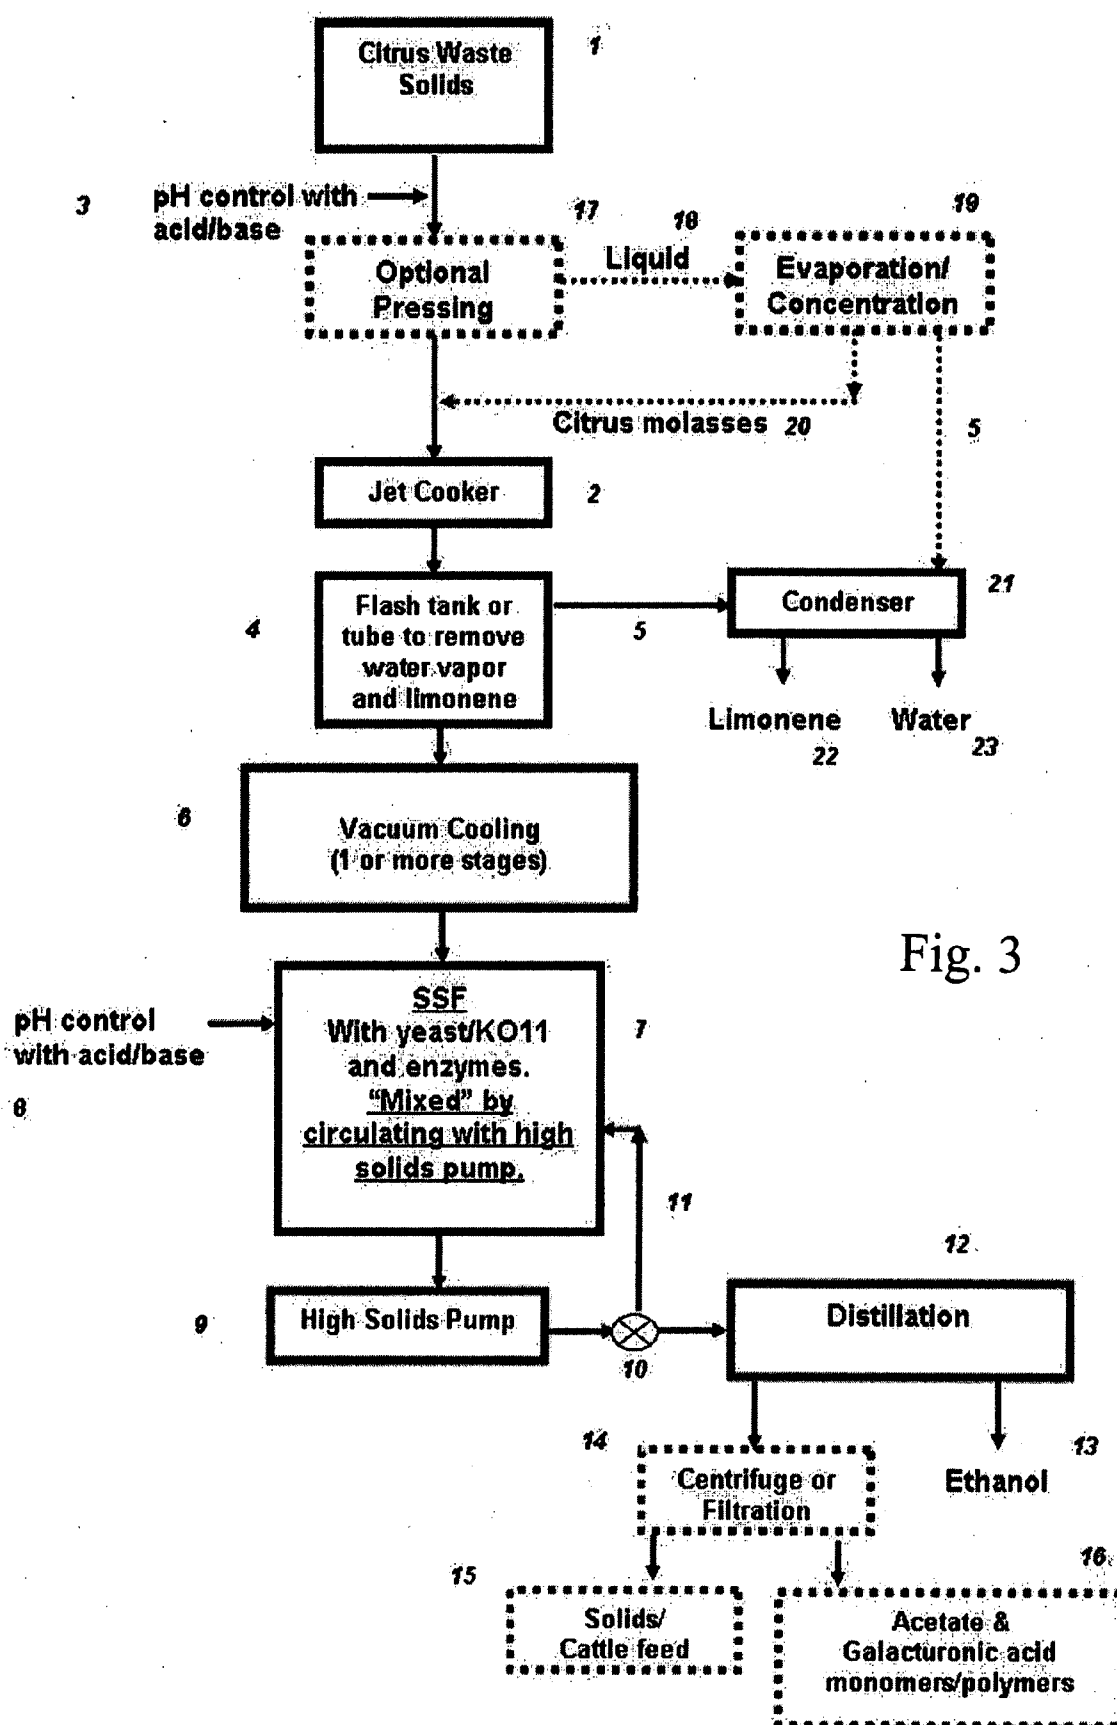 Citrus Waste
Solids
1
3
pH control with
acid/base
17
18
19
Optional
Pressing
Liquid
Evaporation/
Concentration
Citrus molasses 20
5
Jet Cooker
2
4
Flash tank or
tube to remove
water vapor
and limonene
5
Condenser
21
Limonene
22
Water
23
6
Vacuum Cooling
(1 or more stages)
Fig. 3
pH control
with acid/base
8
SSF
With yeast/KO11
and enzymes.
"Mixed" by
circulating with high
solids pump.
7
11
9
High Solids Pump
10
12
Distillation
14
Centrifuge or
Filtration
13
Ethanol
15
Solids/
Cattle feed
16
Acetate &
Galacturonic acid
monomers/polymers